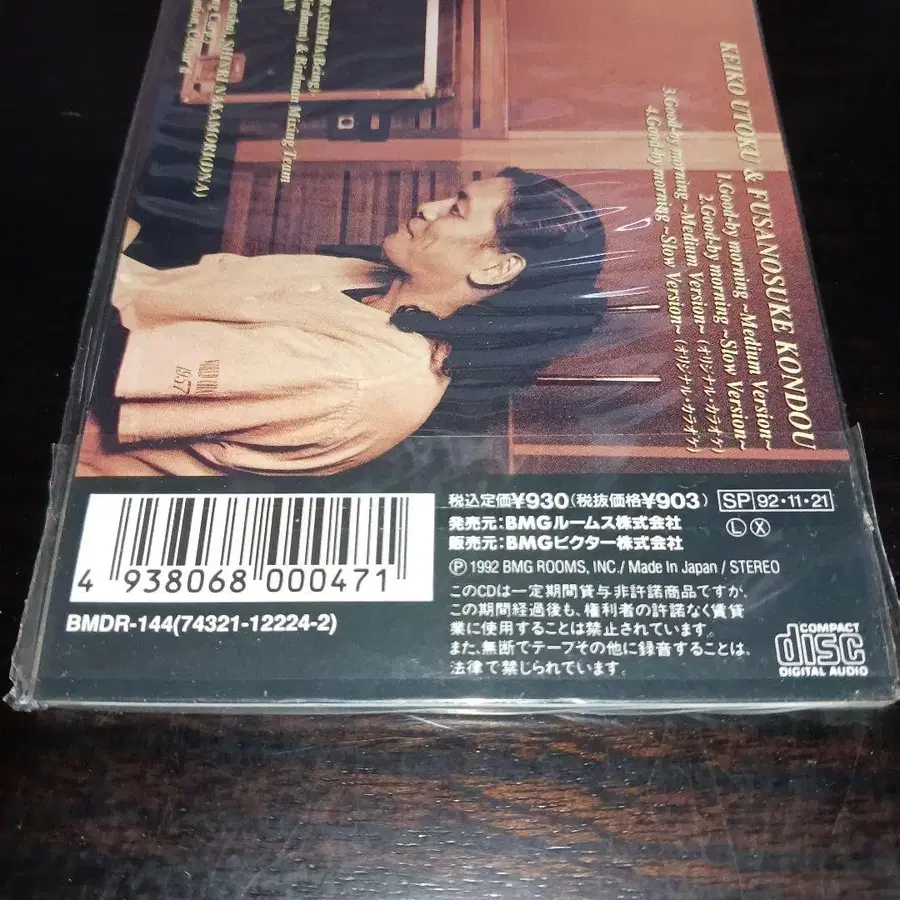 KEIKO UTOKU & FUSANOSUKE KONDOU
1.Good-by morning ~Medium Version~
2.Good-by morning ~Slow Version~
3.Good-by morning ~Medium Version~ (オリジナル・カラオケ)
4.Good-by morning ~Slow Version~ (オリジナル・カラオケ)
& Birdman Mixing Team
NAKAMORI(DNA)
1957
税込定価¥930(税抜価格¥903) SP 92・11・21
発売元:BMGルームス株式会社 Ⓛ Ⓧ
販売元:BMGビクター株式会社
Ⓟ 1992 BMG ROOMS, INC./ Made in Japan / STEREO
このCDは一定期間貸与非許諾商品ですが、
この期間経過後も、権利者の許諾なく賃貸
業に使用することは禁止されています。
また、無断でテープその他に録音することは、
法律で禁じられています。
COMPACT
disc
DIGITAL AUDIO
4 938068 000471
BMDR-144(74321-12224-2)